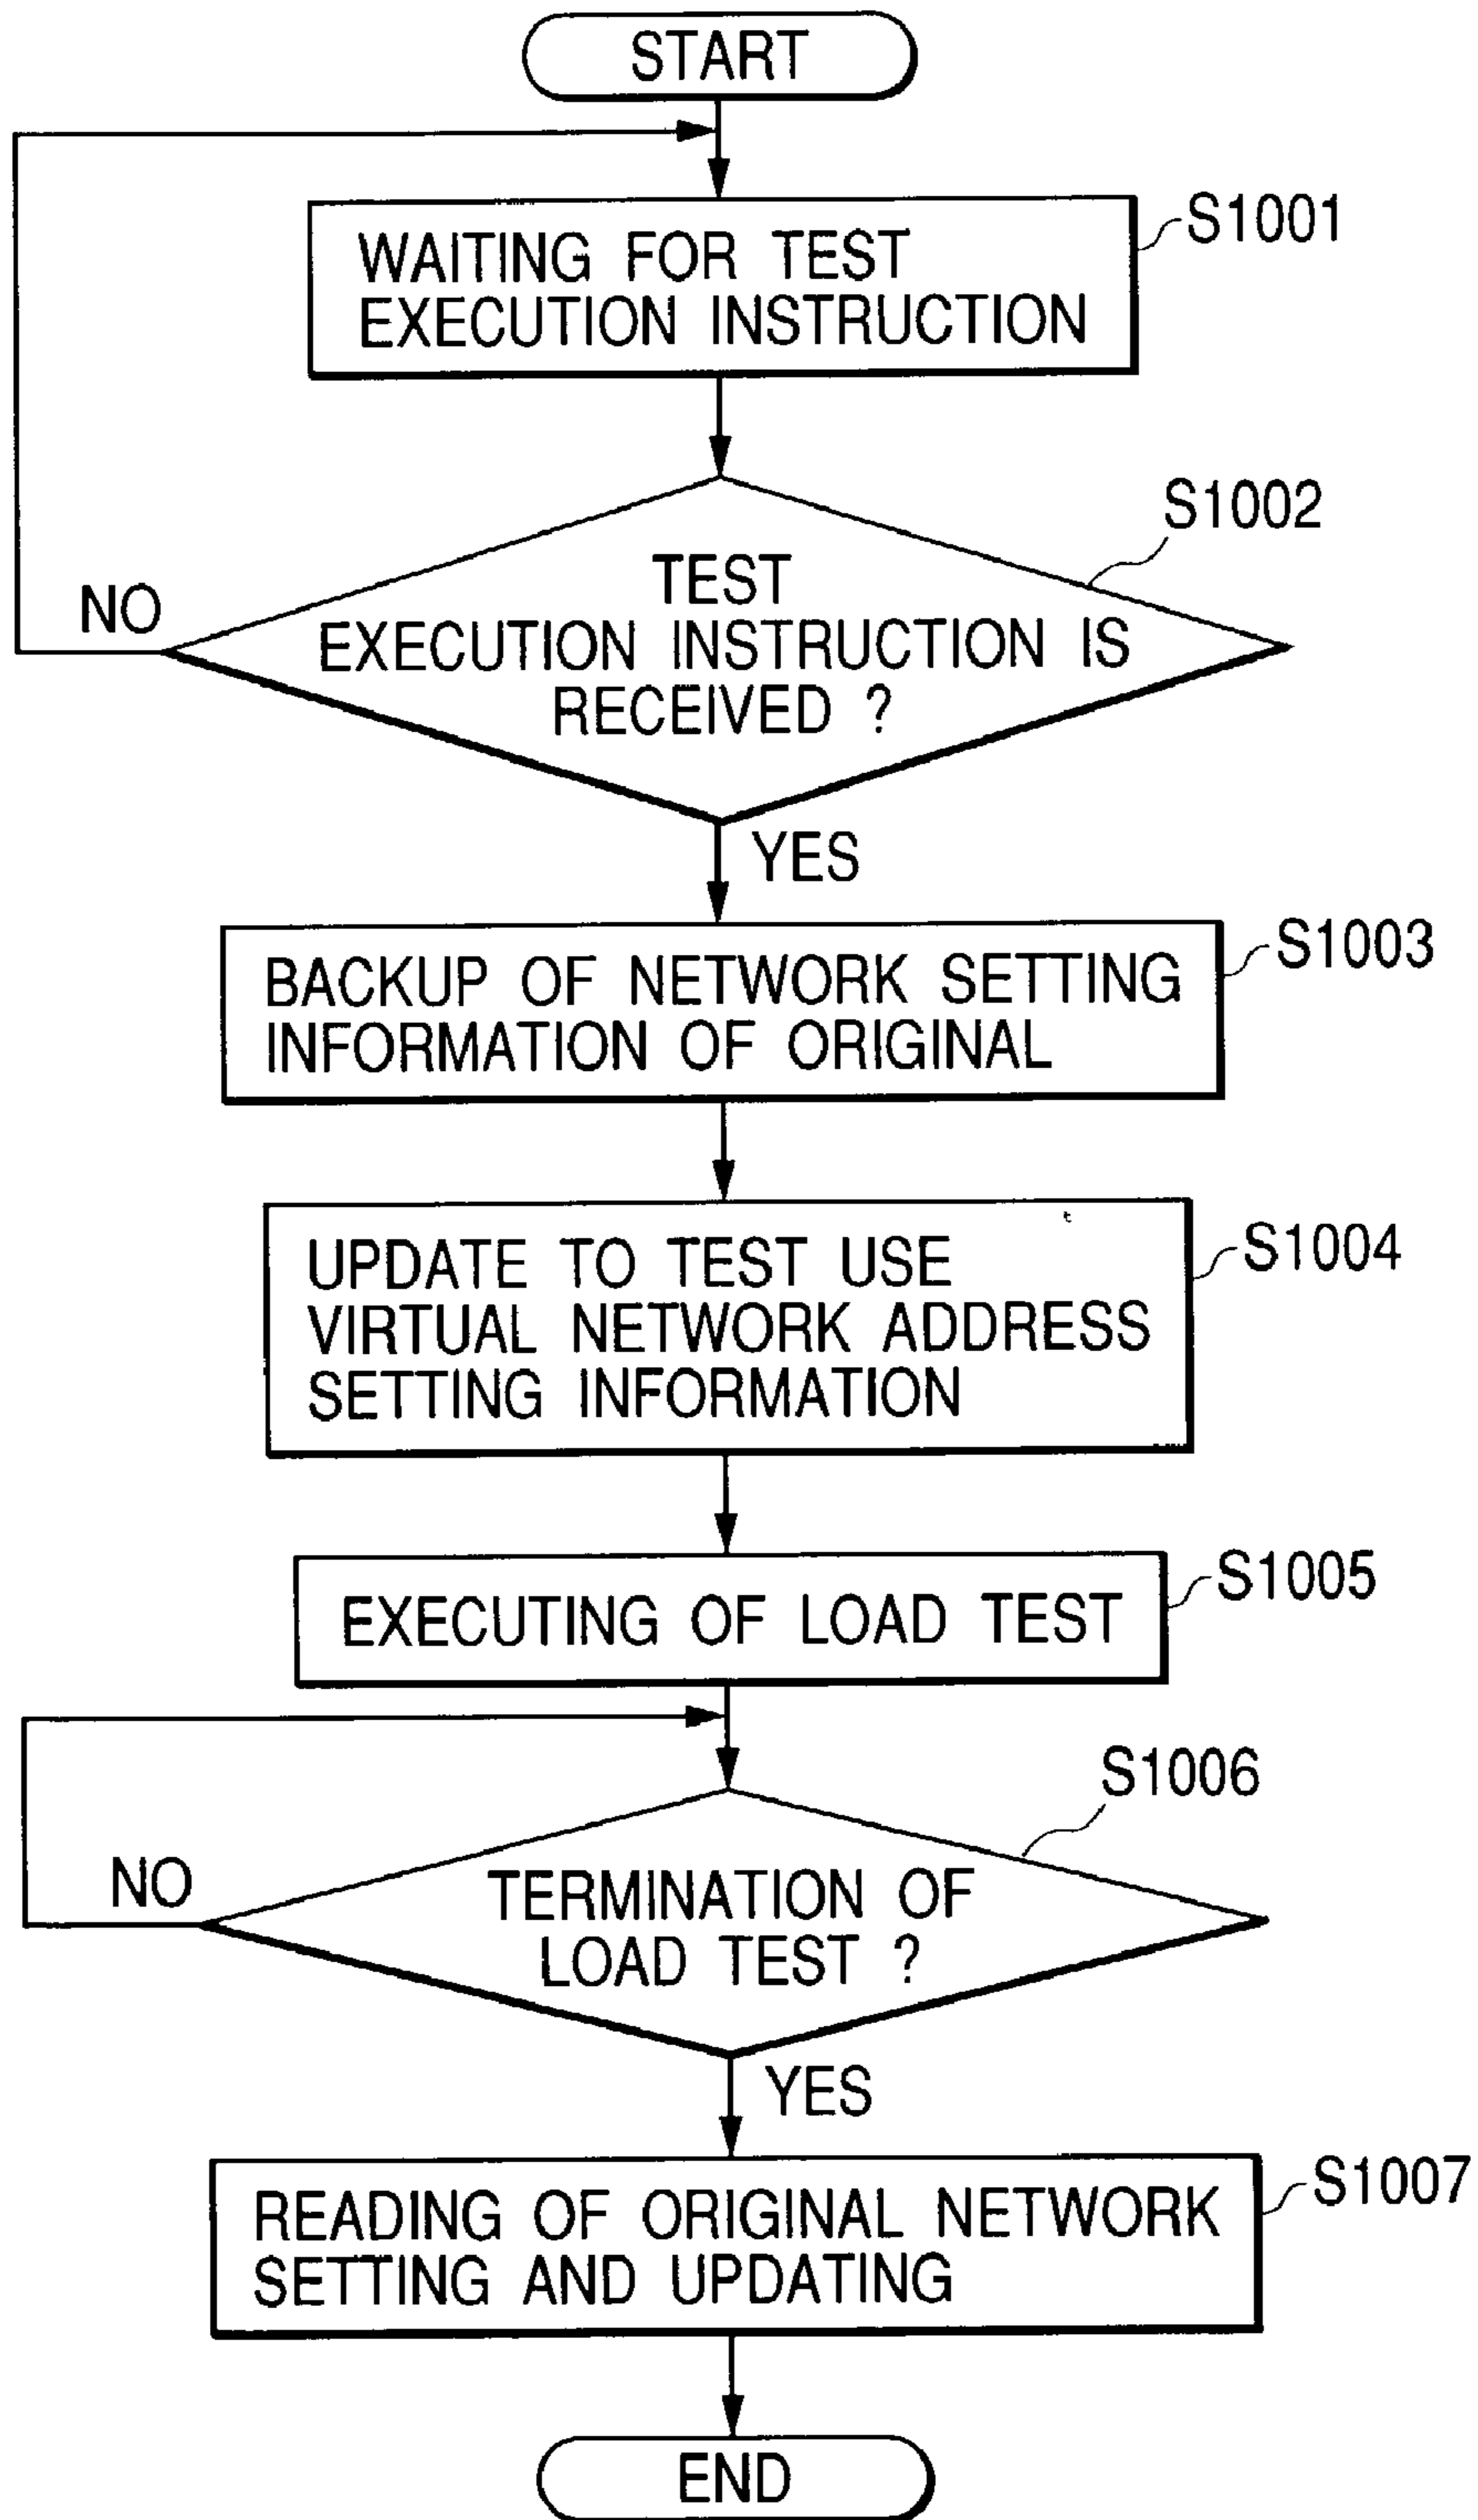 START
WAITING FOR TEST
EXECUTION INSTRUCTION
S1001
S1002
TEST
EXECUTION INSTRUCTION IS
RECEIVED ?
NO
YES
BACKUP OF NETWORK SETTING
INFORMATION OF ORIGINAL
S1003
UPDATE TO TEST USE
VIRTUAL NETWORK ADDRESS
SETTING INFORMATION
S1004
EXECUTING OF LOAD TEST
S1005
S1006
TERMINATION OF
LOAD TEST ?
NO
YES
READING OF ORIGINAL NETWORK
SETTING AND UPDATING
S1007
END